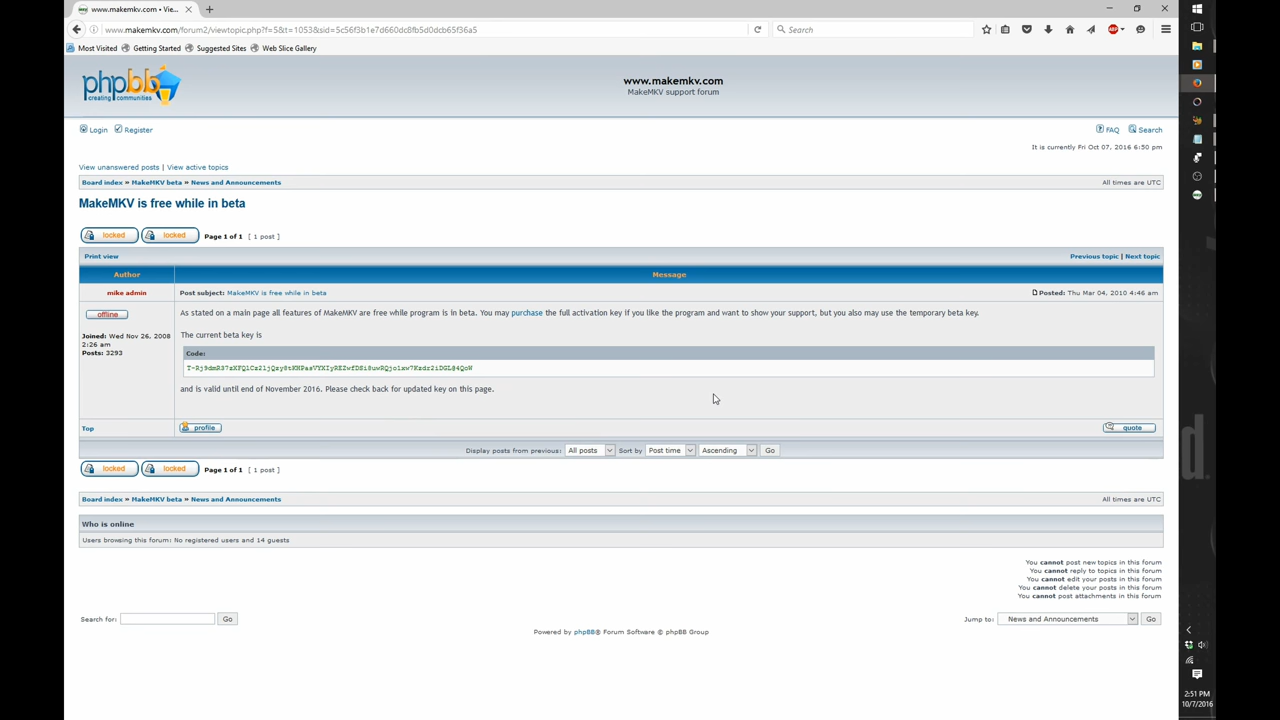 www.makemkv.com • Vie...
www.makemkv.com/forum2/viewtopic.php?f=5&t=1053&sid=5c56f3b1e7d660dc8fb5d0dcb65f36a5
Search
ABP
Most Visited Getting Started Suggested Sites Web Slice Gallery
phpBB
creating communities
www.makemkv.com
MakeMKV support forum
Login Register
FAQ Search
It is currently Fri Oct 07, 2016 6:50 pm
View unanswered posts | View active topics
Board index » MakeMKV beta » News and Announcements All times are UTC
MakeMKV is free while in beta
locked locked Page 1 of 1 [ 1 post ]
Print view Previous topic | Next topic
Author Message
mike admin Post subject: MakeMKV is free while in beta Posted: Thu Mar 04, 2010 4:46 am
offline
Joined: Wed Nov 26, 2008
2:26 am
Posts: 3293
As stated on a main page all features of MakeMKV are free while program is in beta. You may purchase the full activation key if you like the program and want to show your support, but you also may use the temporary beta key.
The current beta key is
Code:
and is valid until end of November 2016. Please check back for updated key on this page.
Top profile quote
Display posts from previous: All posts Sort by Post time Ascending Go
locked locked Page 1 of 1 [ 1 post ]
Board index » MakeMKV beta » News and Announcements All times are UTC
Who is online
Users browsing this forum: No registered users and 14 guests
You cannot post new topics in this forum
You cannot reply to topics in this forum
You cannot edit your posts in this forum
You cannot delete your posts in this forum
You cannot post attachments in this forum
Search for: Go Jump to: News and Announcements Go
Powered by phpBB® Forum Software © phpBB Group
d.
2:51 PM
10/7/2016